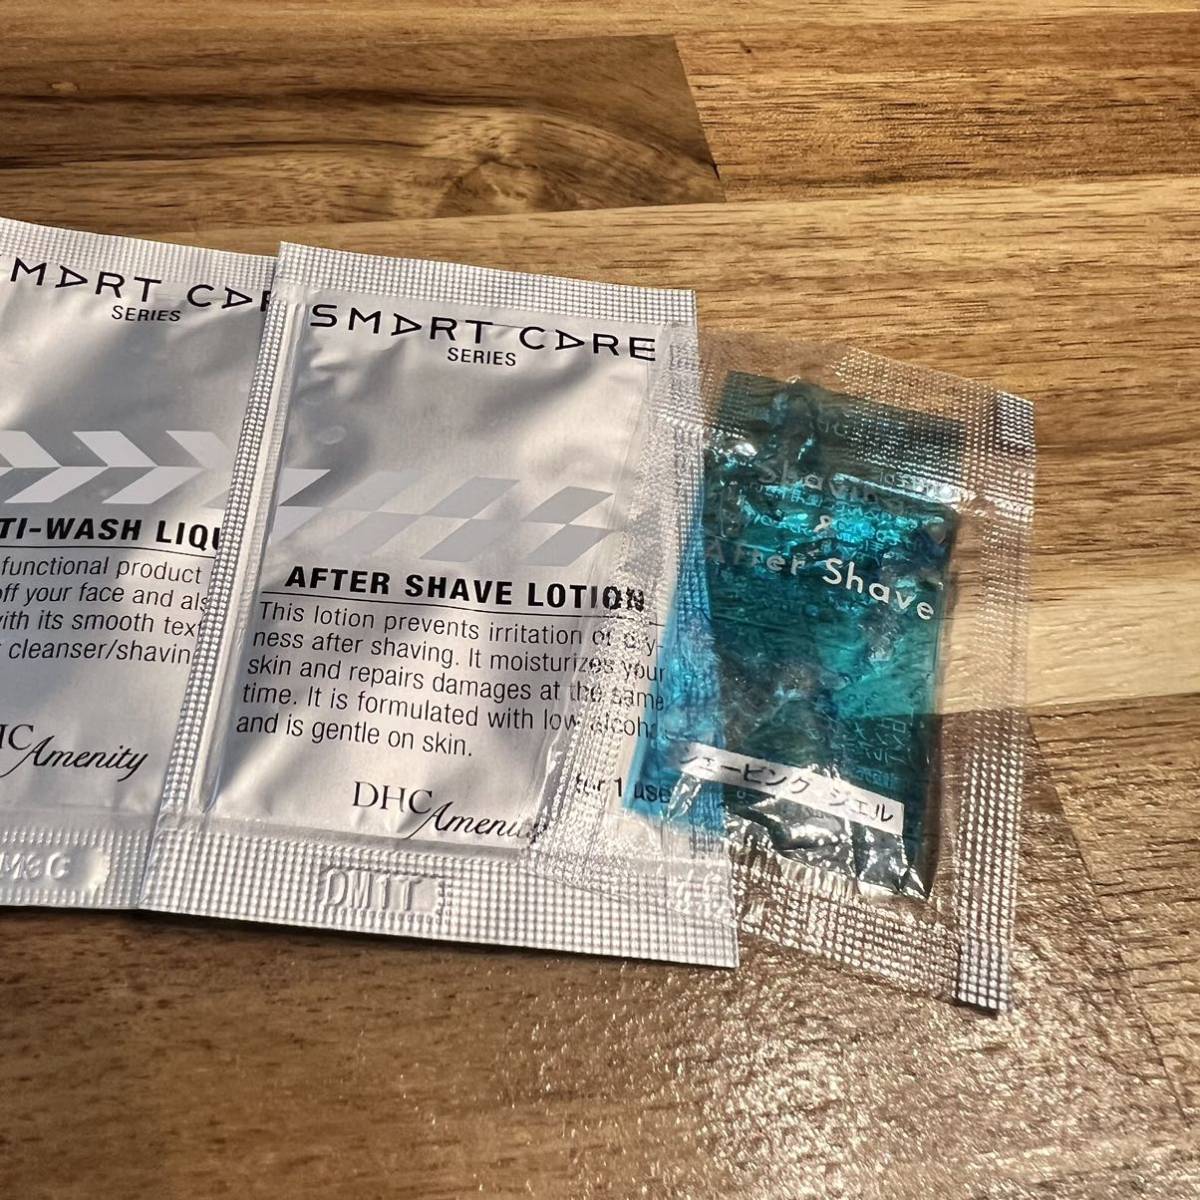 SMART CAR
SERIES
TI-WASH LIQU
functional product
off your face and als
with its smooth text
cleanser/shavin
HC Amenity
M3C
SMART CARE
SERIES
AFTER SHAVE LOTION
This lotion prevents irritation or dry-
ness after shaving. It moisturizes your
skin and repairs damages at the same
time. It is formulated with low alcohol
and is gentle on skin.
for 1 use
DHC Amenity
DM1T
Shaving
&
After Shave
シェービング ジェル